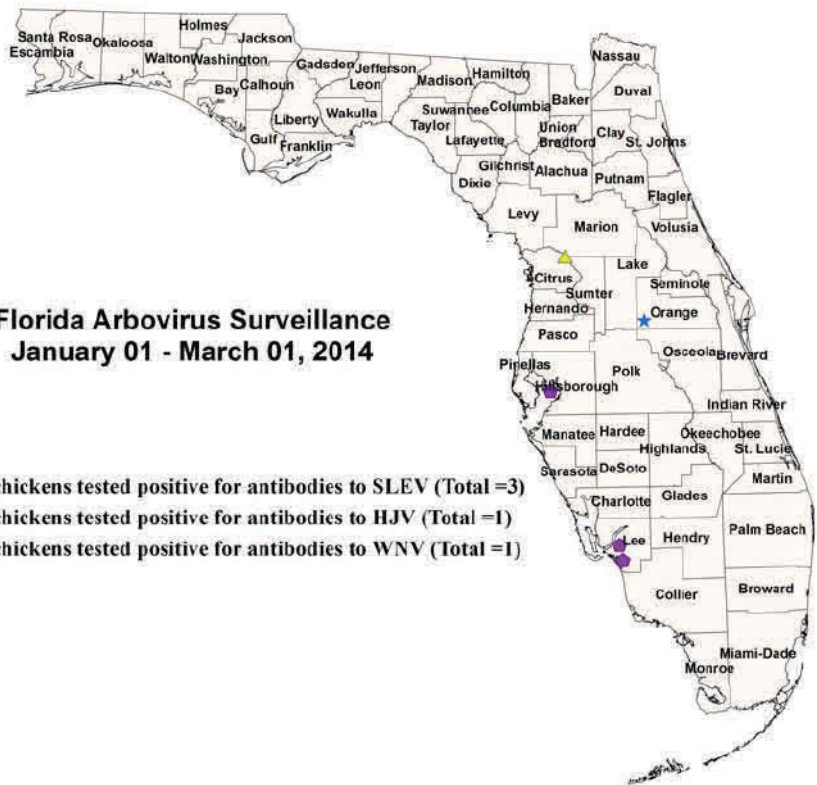 Holmes
Jackson
Santa Rosa
Okaloosa
Escambia
Walton
Washington
Gadsden
Jefferson
Bay
Calhoun
Leon
Madison
Hamilton
Nassau
Baker
Duval
Liberty
Wakulla
Suwannee
Columbia
Taylor
Union
Clay
Gulf
Franklin
Lafayette
Bradford
St. Johns
Gilchrist
Alachua
Putnam
Dixie
Flagler
Levy
Marion
Volusia
Lake
Citrus
Sumter
Seminole
Hernando
Orange
Florida Arbovirus Surveillance
January 01 - March 01, 2014
Pasco
Osceola
Brevard
Pinellas
Hillsborough
Polk
Indian River
Manatee
Hardee
Okeechobee
Highlands
St. Lucie
Sarasota
DeSoto
Martin
chickens tested positive for antibodies to SLEV (Total =3)
Charlotte
Glades
chickens tested positive for antibodies to HJV (Total =1)
Palm Beach
Lee
Hendry
chickens tested positive for antibodies to WNV (Total =1)
Collier
Broward
Miami-Dade
Monroe